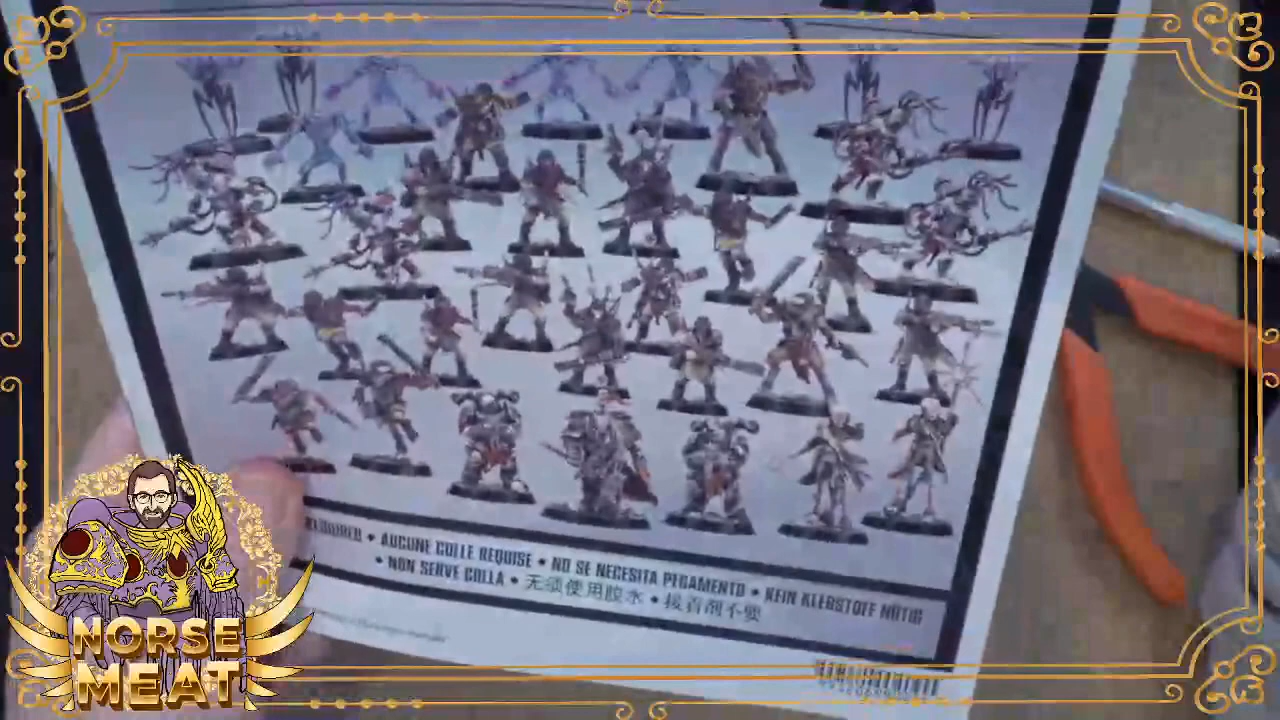 REQUIRED • AUCUNE COLLE REQUISE • NO SE NECESITA PEGAMENTO • KEIN KLEBSTOFF NÖTIG
• NON SERVE COLLA • 无须使用胶水 • 接着剤不要
NORSE
MEAT